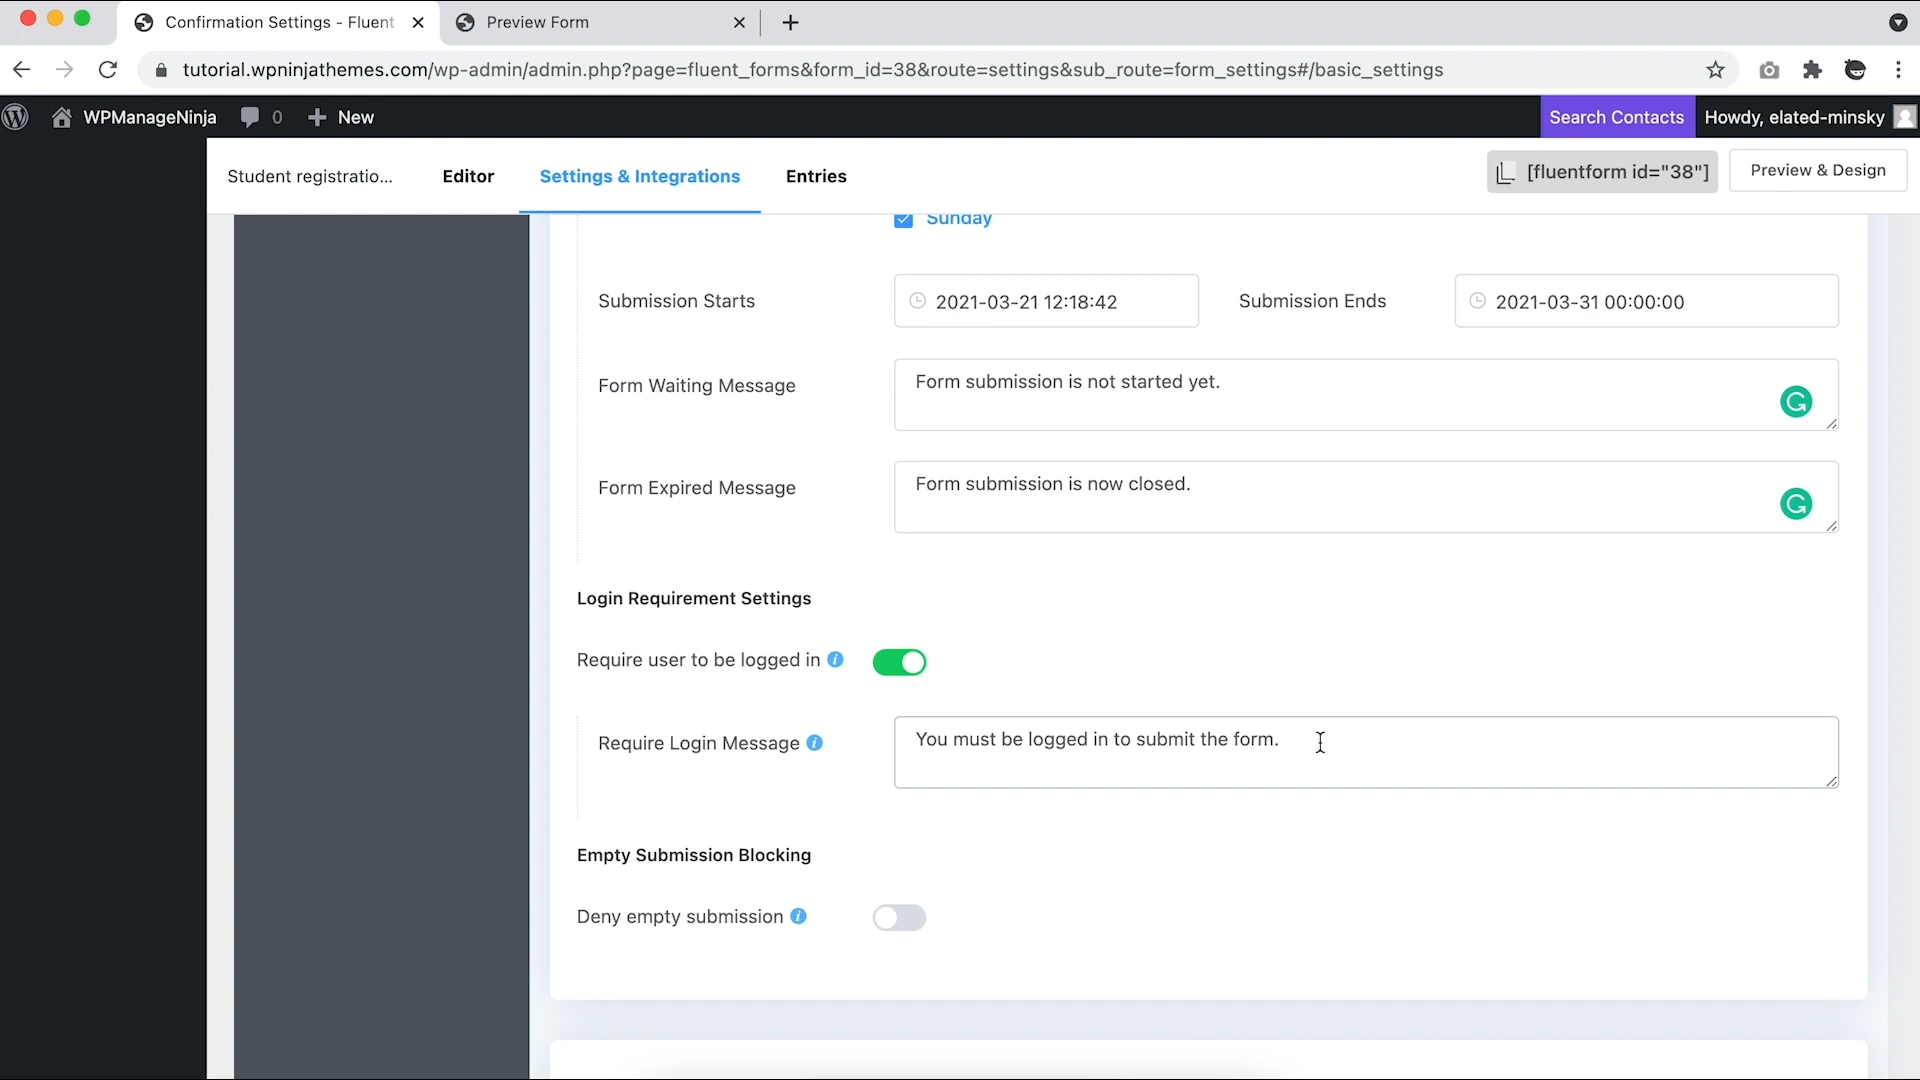 Confirmation Settings - Fluent
Preview Form
tutorial.wpninjathemes.com/wp-admin/admin.php?page=fluent_forms&form_id=38&route=settings&sub_route=form_settings#/basic_settings
WPManageNinja 0 New
Search Contacts
Howdy, elated-minsky
Student registratio...
Editor
Settings & Integrations
Entries
[fluentform id="38"]
Preview & Design
Sunday
Submission Starts
2021-03-21 12:18:42
Submission Ends
2021-03-31 00:00:00
Form Waiting Message
Form submission is not started yet.
Form Expired Message
Form submission is now closed.
Login Requirement Settings
Require user to be logged in
Require Login Message
You must be logged in to submit the form.
Empty Submission Blocking
Deny empty submission